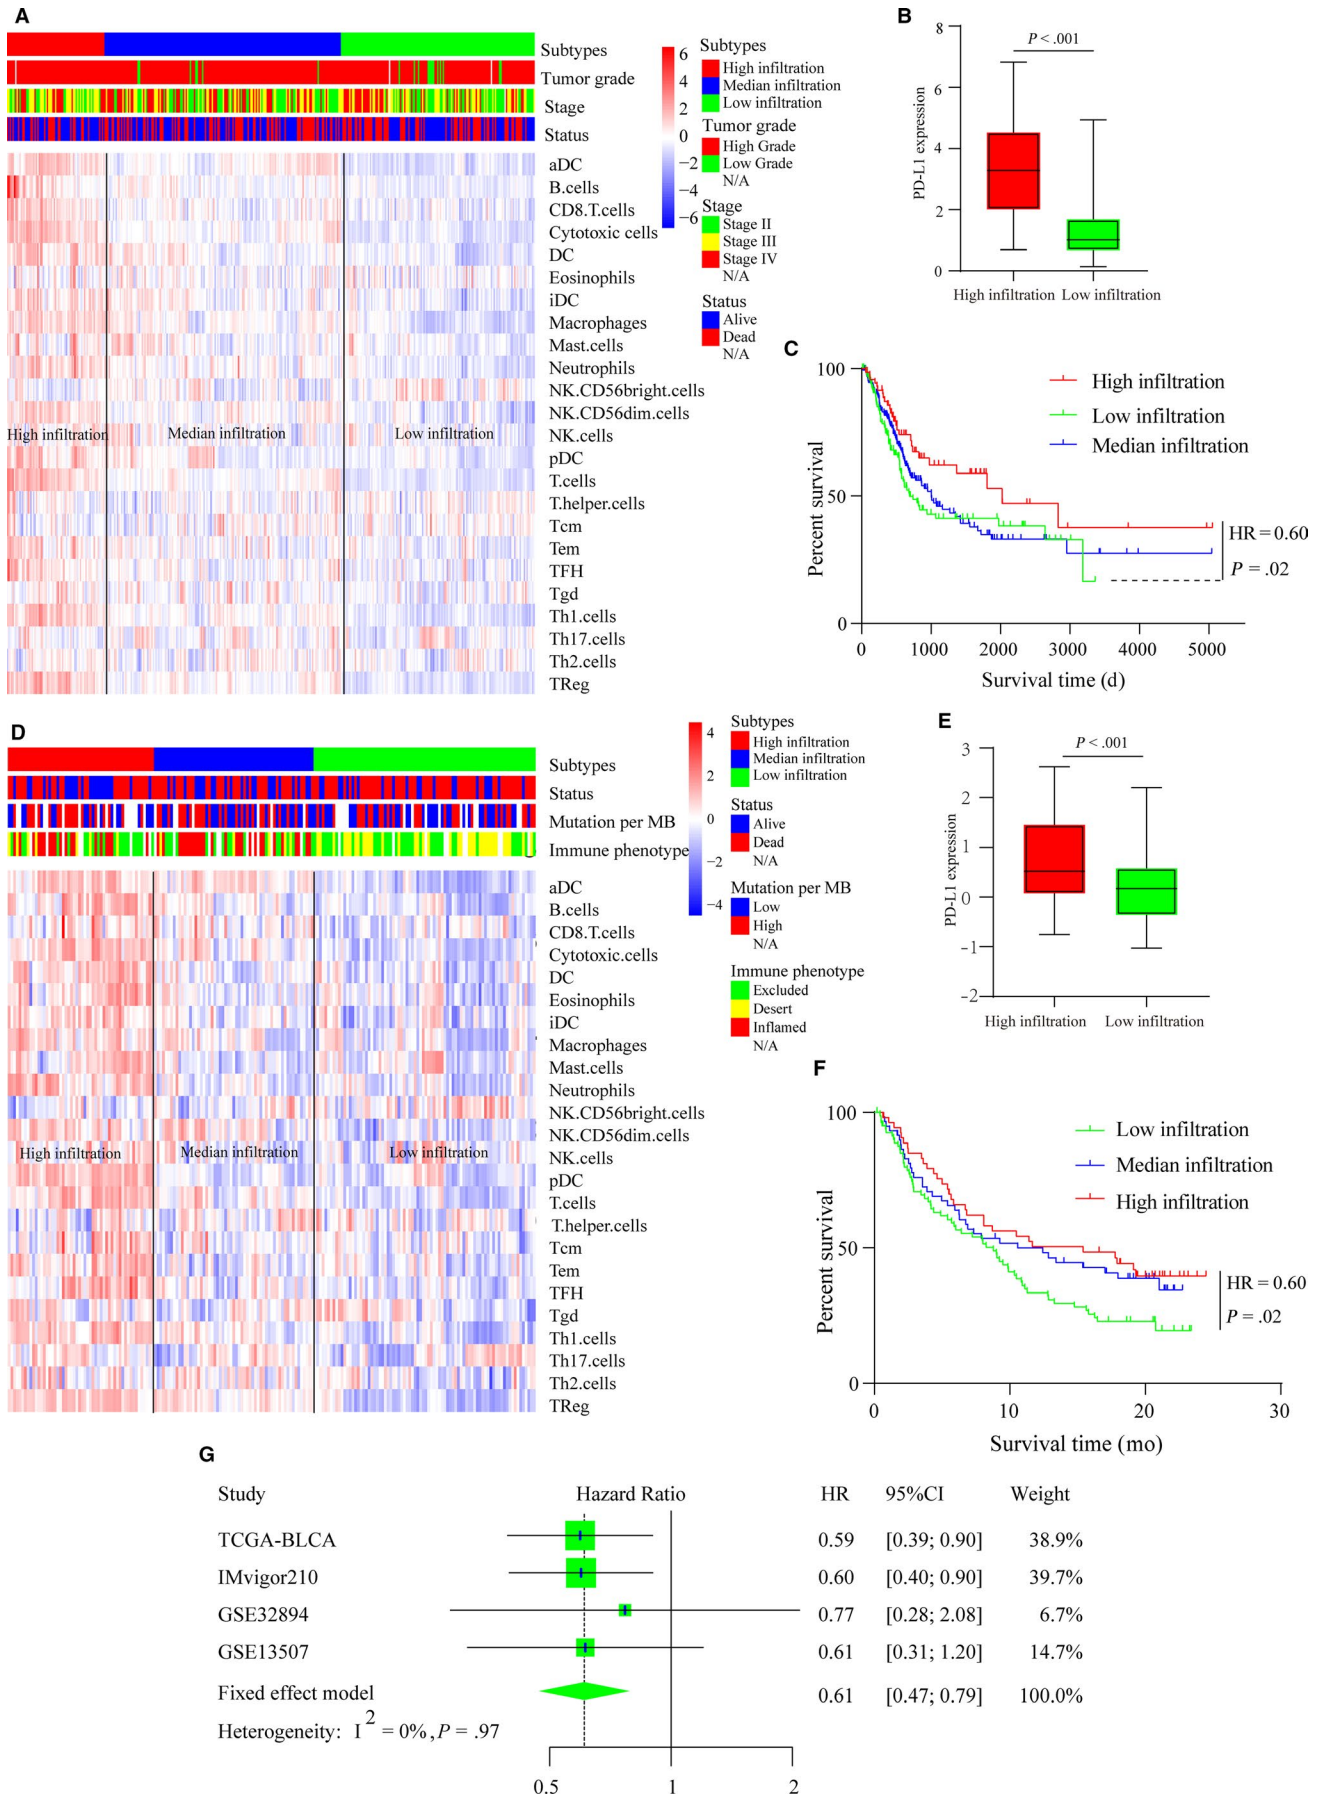 A
Subtypes
Tumor grade
Stage
Status
aDC
B.cells
CD8.T.cells
Cytotoxic cells
DC
Eosinophils
iDC
Macrophages
Mast.cells
Neutrophils
NK.CD56bright.cells
NK.CD56dim.cells
NK.cells
pDC
T.cells
T.helper.cells
Tcm
Tem
TFH
Tgd
Th1.cells
Th17.cells
Th2.cells
TReg
High infiltration
Median infiltration
Low infiltration
6
4
2
0
−2
−4
−6
Subtypes
High infiltration
Median infiltration
Low infiltration
Tumor grade
High Grade
Low Grade
N/A
Stage
Stage II
Stage III
Stage IV
N/A
Status
Alive
Dead
N/A
B
P < .001
PD-L1 expression
8
6
4
2
0
High infiltration Low infiltration
C
High infiltration
Low infiltration
Median infiltration
Percent survival
100
50
0
HR = 0.60
P = .02
0 1000 2000 3000 4000 5000
Survival time (d)
D
Subtypes
Status
Mutation per MB
Immune phenotype
aDC
B.cells
CD8.T.cells
Cytotoxic.cells
DC
Eosinophils
iDC
Macrophages
Mast.cells
Neutrophils
NK.CD56bright.cells
NK.CD56dim.cells
NK.cells
pDC
T.cells
T.helper.cells
Tcm
Tem
TFH
Tgd
Th1.cells
Th17.cells
Th2.cells
TReg
High infiltration
Median infiltration
Low infiltration
4
2
0
−2
−4
Subtypes
High infiltration
Median infiltration
Low infiltration
Status
Alive
Dead
N/A
Mutation per MB
Low
High
N/A
Immune phenotype
Excluded
Desert
Inflamed
N/A
E
P < .001
PD-L1 expression
3
2
1
0
−1
−2
High infiltration Low infiltration
F
Low infiltration
Median infiltration
High infiltration
Percent survival
100
50
0
HR = 0.60
P = .02
0 10 20 30
Survival time (mo)
G
Study Hazard Ratio HR 95%CI Weight
TCGA-BLCA 0.59 [0.39; 0.90] 38.9%
IMvigor210 0.60 [0.40; 0.90] 39.7%
GSE32894 0.77 [0.28; 2.08] 6.7%
GSE13507 0.61 [0.31; 1.20] 14.7%
Fixed effect model 0.61 [0.47; 0.79] 100.0%
Heterogeneity: I² = 0%, P = .97
0.5 1 2